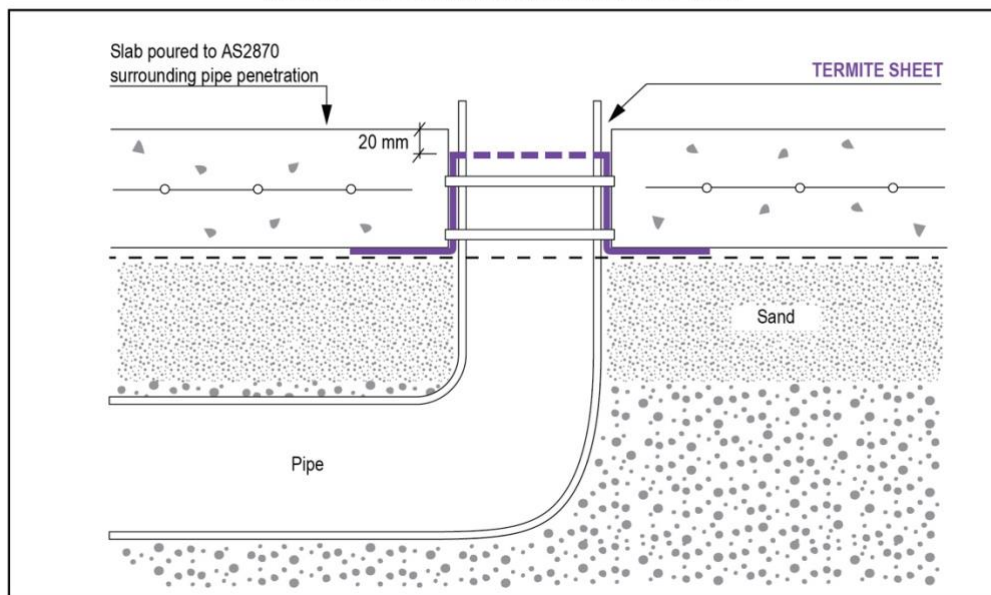 Slab poured to AS2870
surrounding pipe penetration
TERMITE SHEET
20 mm
Sand
Pipe